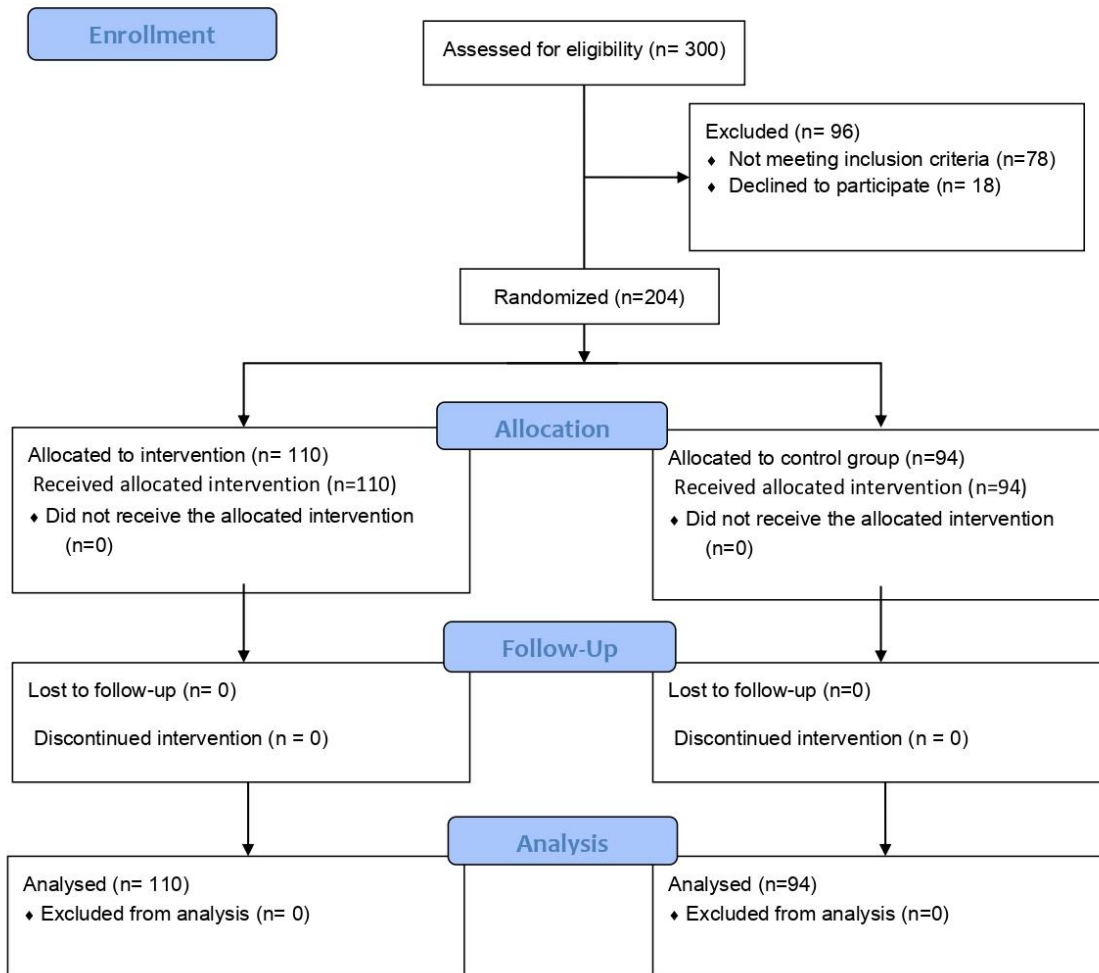 Enrollment
Assessed for eligibility (n= 300)
Excluded (n= 96)
♦ Not meeting inclusion criteria (n=78)
♦ Declined to participate (n= 18)
Randomized (n=204)
Allocation
Allocated to intervention (n= 110)
Received allocated intervention (n=110)
♦ Did not receive the allocated intervention
(n=0)
Allocated to control group (n=94)
Received allocated intervention (n=94)
♦ Did not receive the allocated intervention
(n=0)
Follow-Up
Lost to follow-up (n= 0)
Discontinued intervention (n = 0)
Lost to follow-up (n=0)
Discontinued intervention (n = 0)
Analysis
Analysed (n= 110)
♦ Excluded from analysis (n= 0)
Analysed (n=94)
♦ Excluded from analysis (n=0)